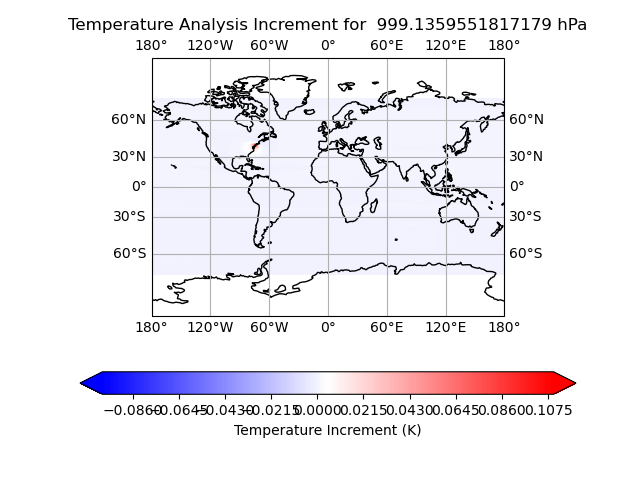 Temperature Analysis Increment for  999.1359551817179 hPa
180° 120°W 60°W 0° 60°E 120°E 180°
60°N 60°N
30°N 30°N
0° 0°
30°S 30°S
60°S 60°S
180° 120°W 60°W 0° 60°E 120°E 180°
−0.0860 −0.0645 −0.0430 −0.0215 0.0000 0.0215 0.0430 0.0645 0.0860 0.1075
Temperature Increment (K)